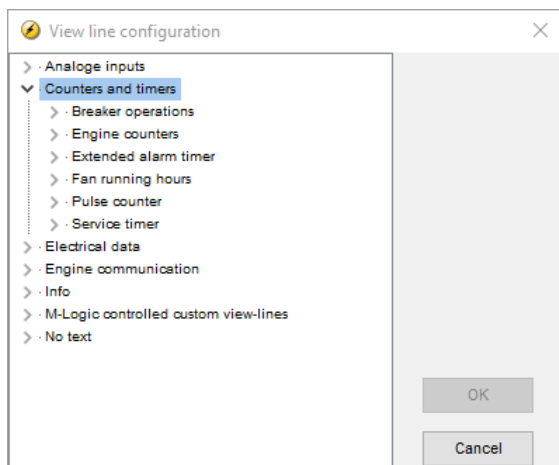 View line configuration
Analoge inputs
Counters and timers
Breaker operations
Engine counters
Extended alarm timer
Fan running hours
Pulse counter
Service timer
Electrical data
Engine communication
Info
M-Logic controlled custom view-lines
No text
OK
Cancel